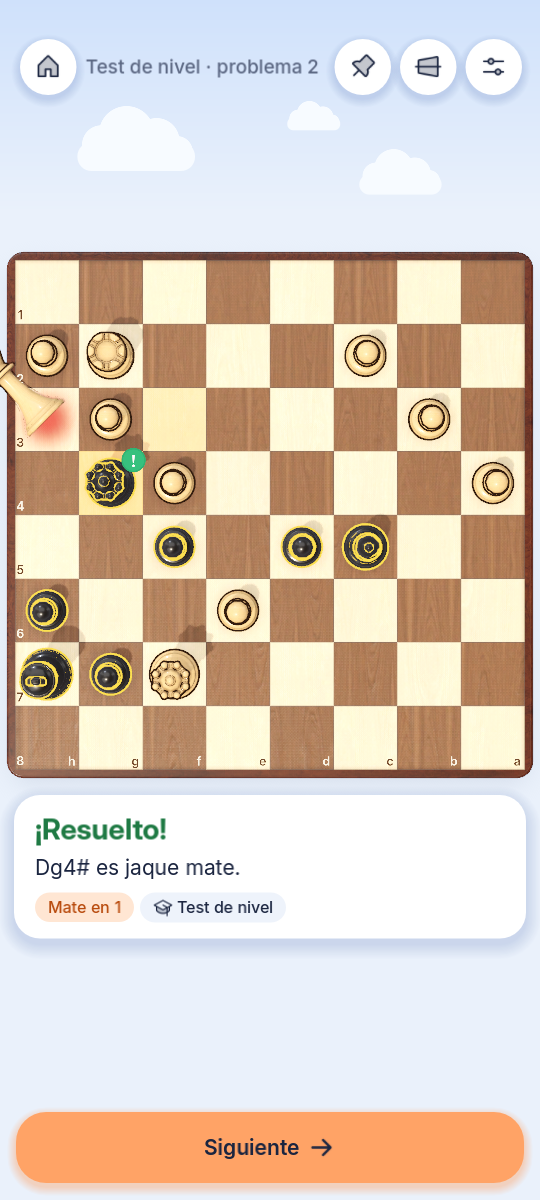 Test de nivel · problema 2
1
2
3
4
!
5
6
7
8 h g f e d c b a
¡Resuelto!
Dg4# es jaque mate.
Mate en 1
Test de nivel
Siguiente →